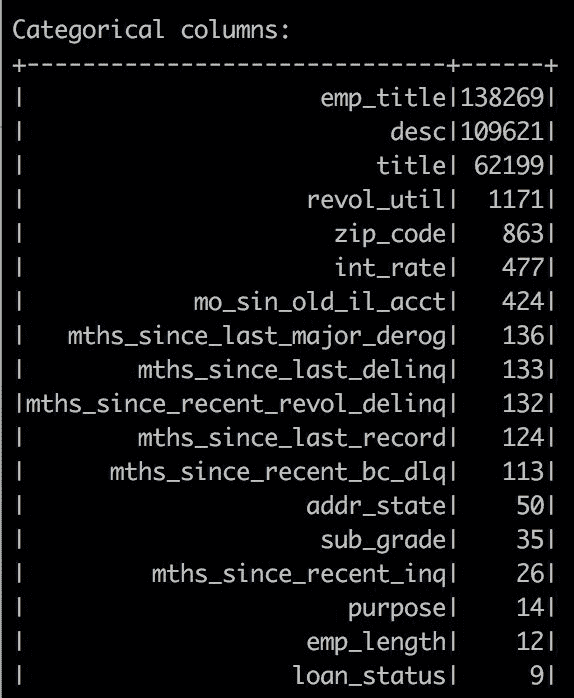 Categorical columns:
+------------------------------+------+
|                     emp_title|138269|
|                          desc|109621|
|                         title| 62199|
|                    revol_util|  1171|
|                      zip_code|   863|
|                      int_rate|   477|
|            mo_sin_old_il_acct|   424|
|   mths_since_last_major_derog|   136|
|        mths_since_last_delinq|   133|
|mths_since_recent_revol_delinq|   132|
|        mths_since_last_record|   124|
|      mths_since_recent_bc_dlq|   113|
|                    addr_state|    50|
|                     sub_grade|    35|
|         mths_since_recent_inq|    26|
|                       purpose|    14|
|                    emp_length|    12|
|                   loan_status|     9|